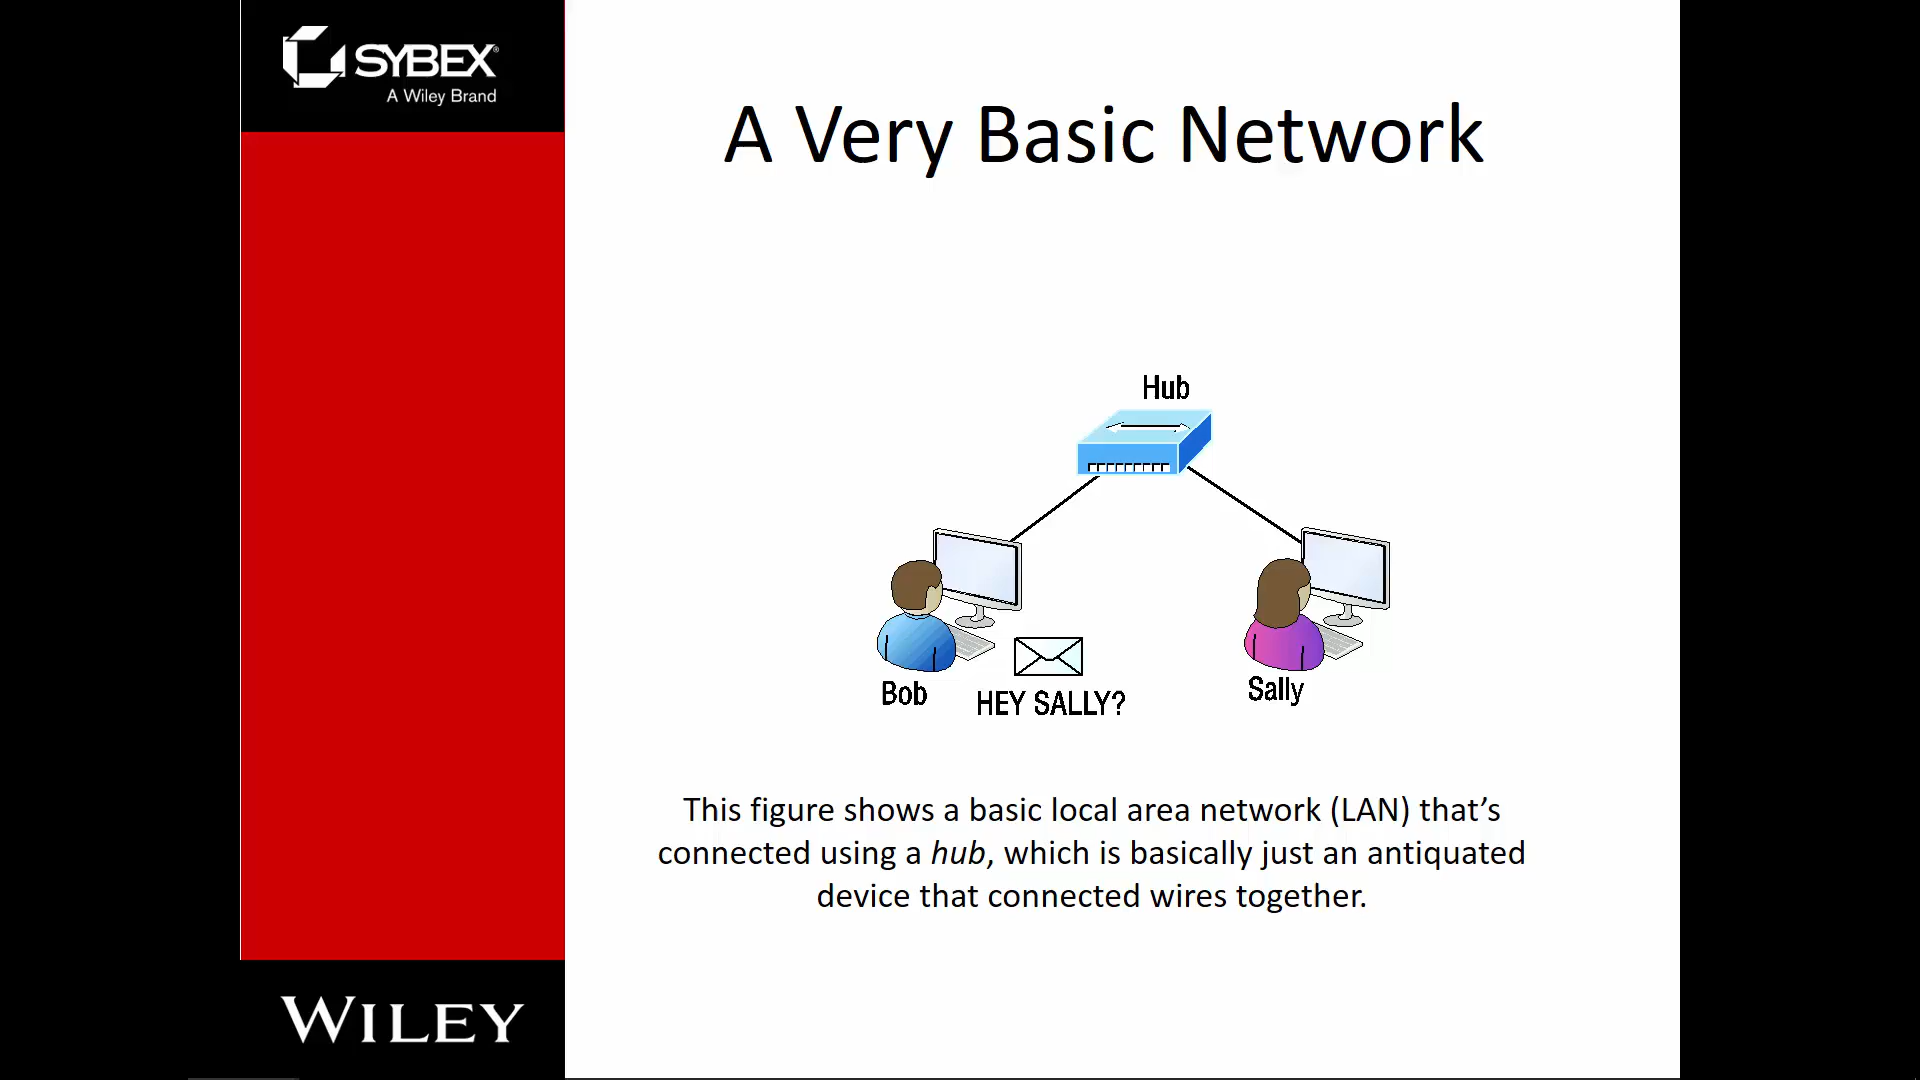 SYBEX®
A Wiley Brand
A Very Basic Network
Hub
Bob
HEY SALLY?
Sally
This figure shows a basic local area network (LAN) that’s
connected using a hub, which is basically just an antiquated
device that connected wires together.
WILEY